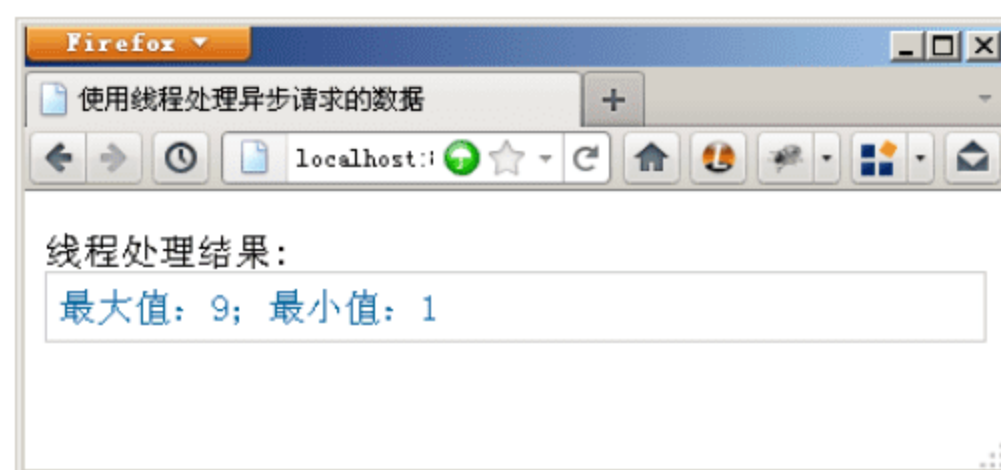 Firefox
使用线程处理异步请求的数据
localhost:
线程处理结果:
最大值: 9; 最小值: 1